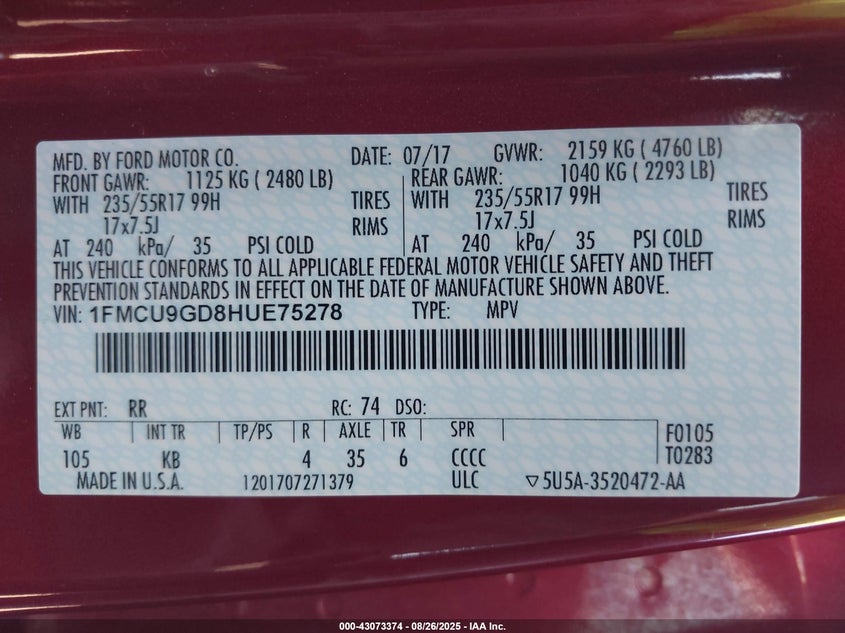 MFD. BY FORD MOTOR CO. DATE: 07/17 GVWR: 2159 KG ( 4760 LB)
FRONT GAWR: 1125 KG ( 2480 LB) REAR GAWR: 1040 KG ( 2293 LB)
WITH 235/55R17 99H TIRES WITH 235/55R17 99H TIRES
17x7.5J RIMS 17x7.5J RIMS
AT 240 kPa/ 35 PSI COLD AT 240 kPa/ 35 PSI COLD
THIS VEHICLE CONFORMS TO ALL APPLICABLE FEDERAL MOTOR VEHICLE SAFETY AND THEFT
PREVENTION STANDARDS IN EFFECT ON THE DATE OF MANUFACTURE SHOWN ABOVE.
VIN: 1FMCU9GD8HUE75278 TYPE: MPV
EXT PNT: RR RC: 74 DSO:
WB INT TR TP/PS R AXLE TR SPR F0105
105 KB 4 35 6 CCCC T0283
MADE IN U.S.A. 1201707271379 ULC ▽5U5A-3520472-AA
000-43073374 - 08/26/2025 - IAA Inc.